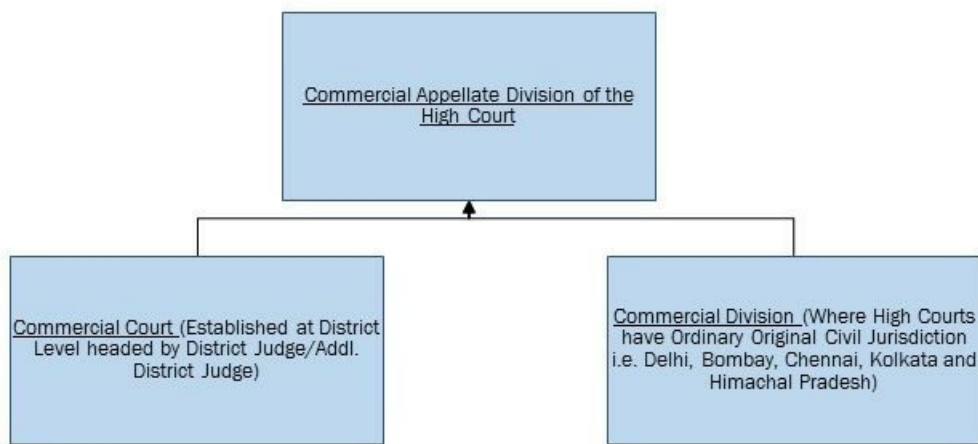 Commercial Appellate Division of the
High Court
Commercial Court (Established at District
Level headed by District Judge/Addl.
District Judge)
Commercial Division (Where High Courts
have Ordinary Original Civil Jurisdiction
i.e. Delhi, Bombay, Chennai, Kolkata and
Himachal Pradesh)